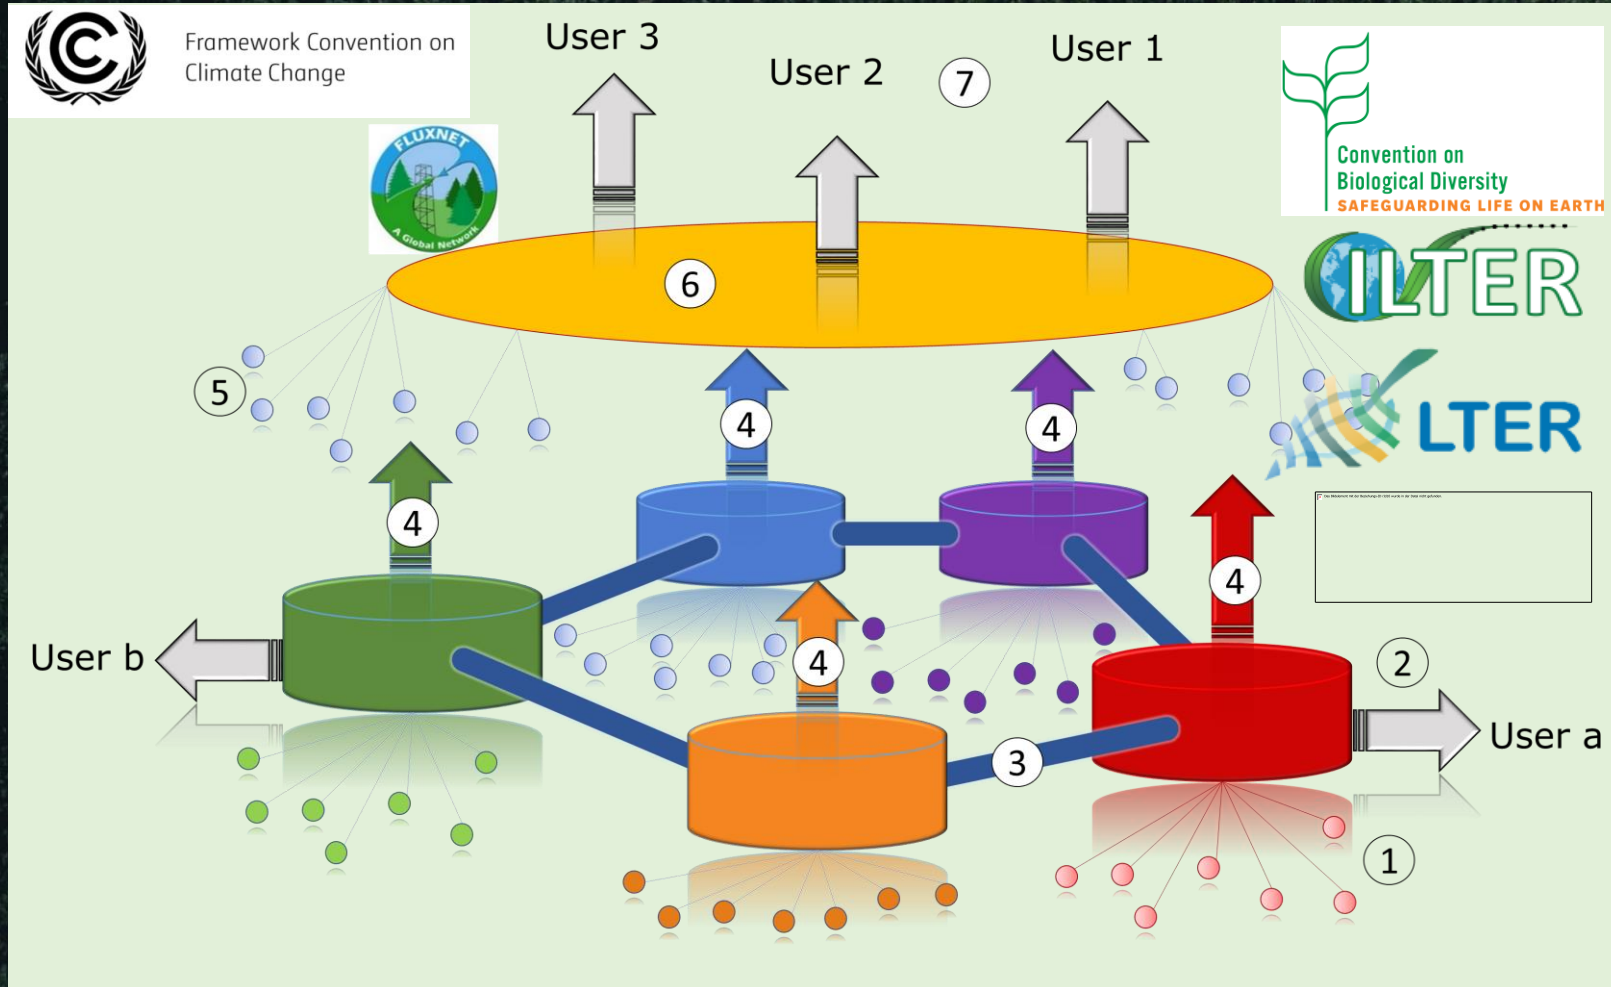 Framework Convention on
Climate Change
User 3
User 2
7
User 1
Convention on
Biological Diversity
SAFEGUARDING LIFE ON EARTH
FLUXNET
A Global Network
ILTER
6
5
4
4
LTER
4
4
User b
4
2
User a
3
1